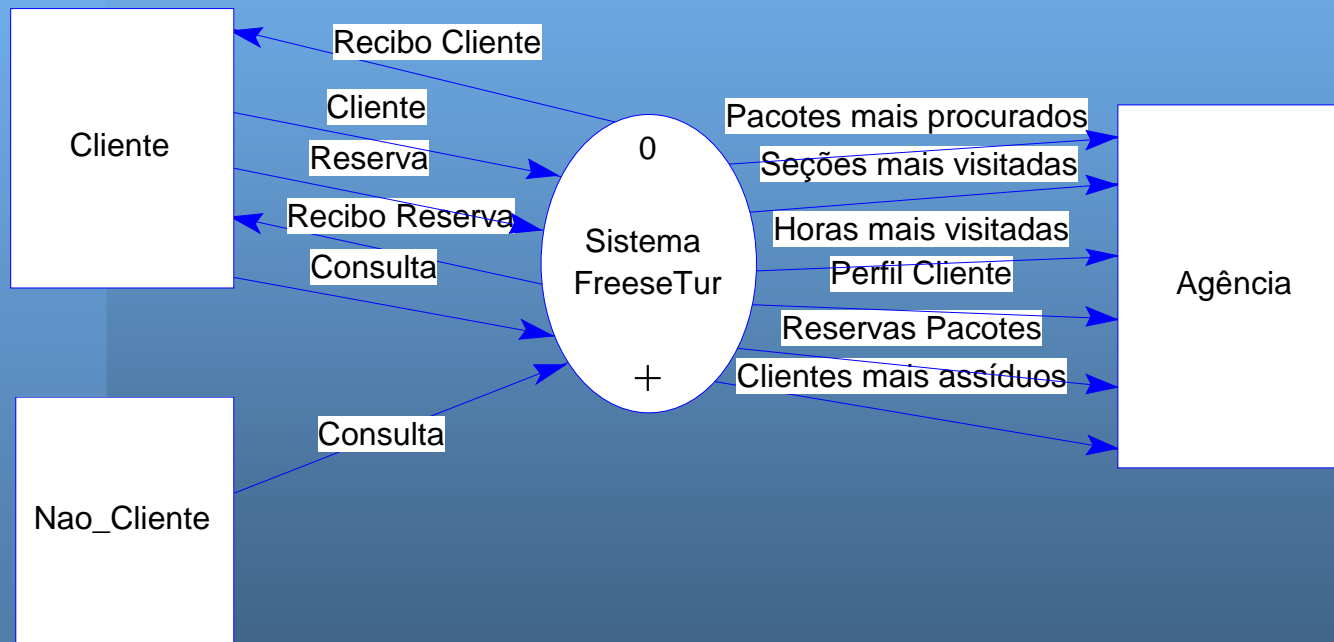 Cliente
Recibo Cliente
Cliente
Reserva
Recibo Reserva
Consulta
0
Sistema
FreeseTur
+
Pacotes mais procurados
Seções mais visitadas
Horas mais visitadas
Perfil Cliente
Reservas Pacotes
Clientes mais assíduos
Agência
Nao_Cliente
Consulta